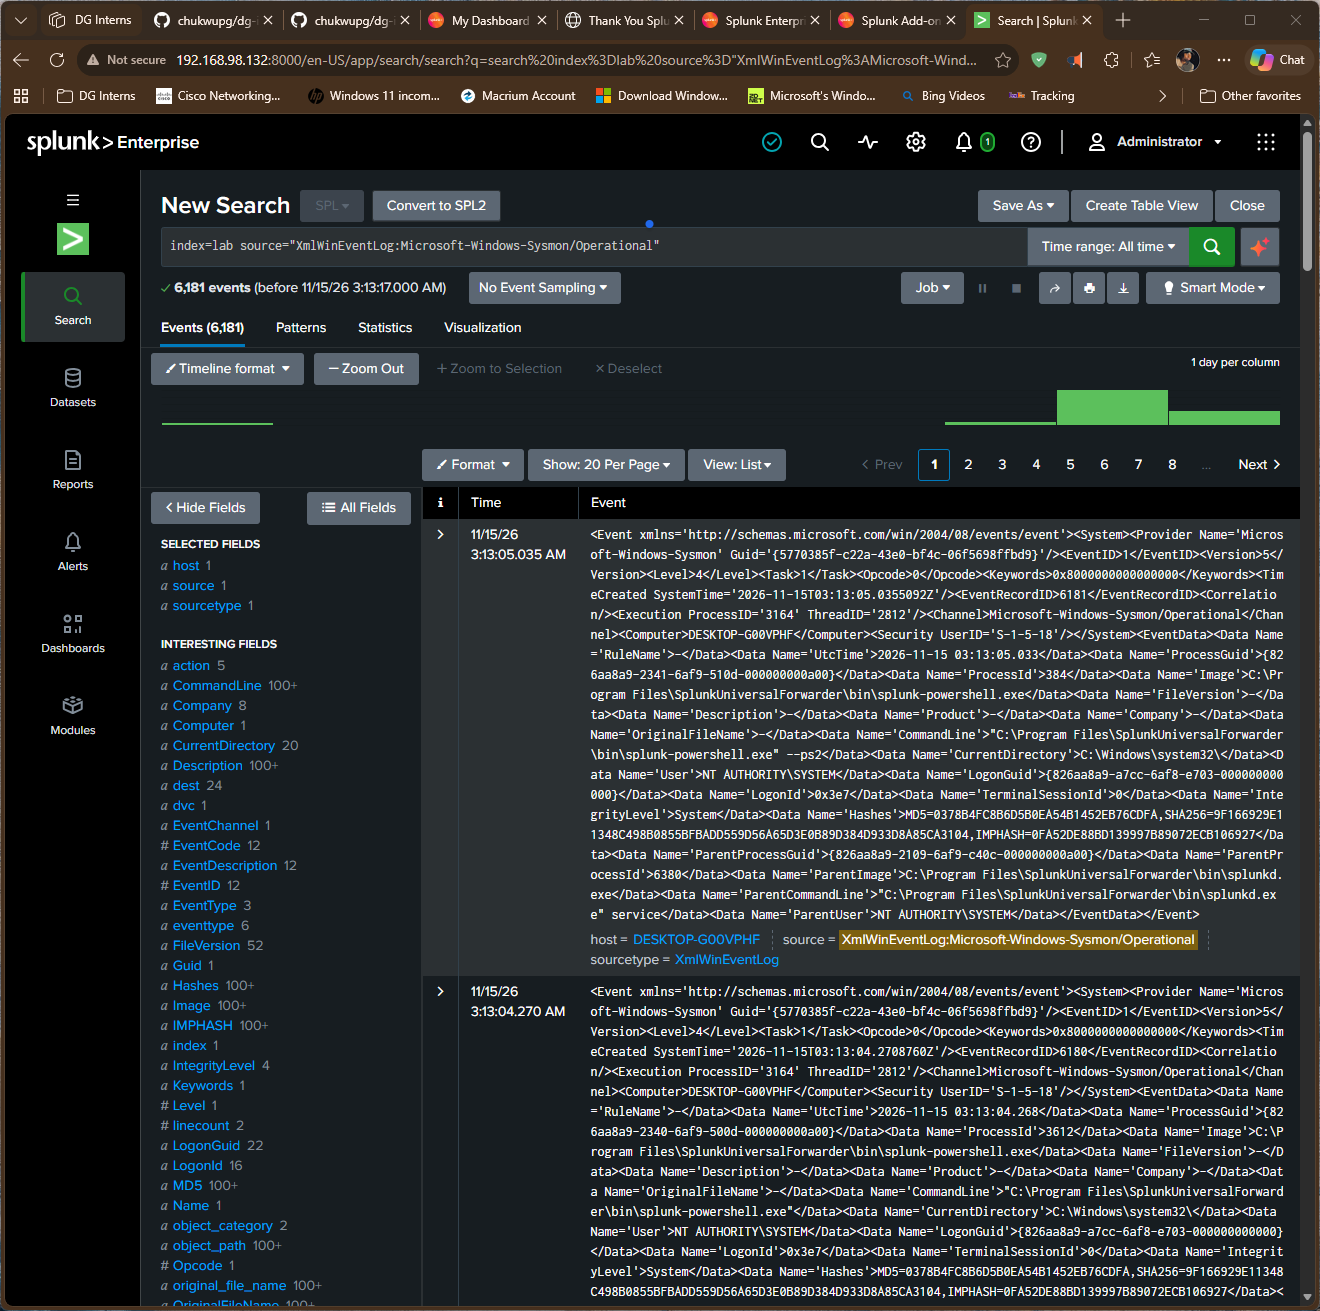 DG Interns
chukwupg/dg-
chukwupg/dg-
My Dashboard
Thank You Splu
Splunk Enterpri
Splunk Add-on
Search | Splunk
Not secure
192.168.98.132:8000/en-US/app/search/search?q=search%20index%3Dlab%20source%3D"XmlWinEventLog%3AMicrosoft-Wind...
Chat
DG Interns
Cisco Networking...
Windows 11 incom...
Macrium Account
Download Window...
Microsoft's Windo...
Bing Videos
Tracking
Other favorites
splunk>Enterprise
1
Administrator
New Search
SPL
Convert to SPL2
Save As
Create Table View
Close
index=lab source="XmlWinEventLog:Microsoft-Windows-Sysmon/Operational"
Time range: All time
6,181 events (before 11/15/26 3:13:17.000 AM)
No Event Sampling
Job
Smart Mode
Search
Datasets
Reports
Alerts
Dashboards
Modules
Events (6,181)
Patterns
Statistics
Visualization
Timeline format
— Zoom Out
+ Zoom to Selection
× Deselect
1 day per column
Format
Show: 20 Per Page
View: List
< Prev
1
2
3
4
5
6
7
8
...
Next >
< Hide Fields
All Fields
SELECTED FIELDS
a host 1
a source 1
a sourcetype 1
INTERESTING FIELDS
a action 5
a CommandLine 100+
a Company 8
a Computer 1
a CurrentDirectory 20
a Description 100+
a dest 24
a dvc 1
a EventChannel 1
# EventCode 12
a EventDescription 12
# EventID 12
a EventType 3
a eventtype 6
a FileVersion 52
a Guid 1
a Hashes 100+
a Image 100+
a IMPHASH 100+
a index 1
a IntegrityLevel 4
a Keywords 1
# Level 1
# linecount 2
a LogonGuid 22
a LogonId 16
a MD5 100+
a Name 1
a object_category 2
a object_path 100+
# Opcode 1
a original_file_name 100+
a OriginalFileName 100+
i
Time
Event
11/15/26
3:13:05.035 AM
<Event xmlns='http://schemas.microsoft.com/win/2004/08/events/event'><System><Provider Name='Micros
oft-Windows-Sysmon' Guid='{5770385f-c22a-43e0-bf4c-06f5698ffbd9}'/><EventID>1</EventID><Version>5</
Version><Level>4</Level><Task>1</Task><Opcode>0</Opcode><Keywords>0x8000000000000000</Keywords><Tim
eCreated SystemTime='2026-11-15T03:13:05.0355092Z'/><EventRecordID>6181</EventRecordID><Correlatio
n/><Execution ProcessID='3164' ThreadID='2812'/><Channel>Microsoft-Windows-Sysmon/Operational</Chan
nel><Computer>DESKTOP-G00VPHF</Computer><Security UserID='S-1-5-18'/></System><EventData><Data Name
='RuleName'>-</Data><Data Name='UtcTime'>2026-11-15 03:13:05.033</Data><Data Name='ProcessGuid'>{82
6aa8a9-2341-6af9-510d-000000000a00}</Data><Data Name='ProcessId'>384</Data><Data Name='Image'>C:\Pr
ogram Files\SplunkUniversalForwarder\bin\splunk-powershell.exe</Data><Data Name='FileVersion'>-</Da
ta><Data Name='Description'>-</Data><Data Name='Product'>-</Data><Data Name='Company'>-</Data><Data
Name='OriginalFileName'>-</Data><Data Name='CommandLine'>"C:\Program Files\SplunkUniversalForwarder
\bin\splunk-powershell.exe" --ps2</Data><Data Name='CurrentDirectory'>C:\Windows\system32\</Data><D
ata Name='User'>NT AUTHORITY\SYSTEM</Data><Data Name='LogonGuid'>{826aa8a9-a7cc-6af8-e703-000000000
000}</Data><Data Name='LogonId'>0x3e7</Data><Data Name='TerminalSessionId'>0</Data><Data Name='Inte
grityLevel'>System</Data><Data Name='Hashes'>MD5=0378B4FC8B6D5B0EA54B1452EB76CDFA,SHA256=9F166929E1
1348C498B0855BFBADD559D56A65D3E0B89D384D933D8A85CA3104,IMPHASH=0FA52DE88BD139997B89072ECB106927</Da
ta><Data Name='ParentProcessGuid'>{826aa8a9-2109-6af9-c40c-000000000a00}</Data><Data Name='ParentPr
ocessId'>6380</Data><Data Name='ParentImage'>C:\Program Files\SplunkUniversalForwarder\bin\splunkd.
exe</Data><Data Name='ParentCommandLine'>"C:\Program Files\SplunkUniversalForwarder\bin\splunkd.ex
e" service</Data><Data Name='ParentUser'>NT AUTHORITY\SYSTEM</Data></EventData></Event>
host = DESKTOP-G00VPHF
source = XmlWinEventLog:Microsoft-Windows-Sysmon/Operational
sourcetype = XmlWinEventLog
11/15/26
3:13:04.270 AM
<Event xmlns='http://schemas.microsoft.com/win/2004/08/events/event'><System><Provider Name='Micros
oft-Windows-Sysmon' Guid='{5770385f-c22a-43e0-bf4c-06f5698ffbd9}'/><EventID>1</EventID><Version>5</
Version><Level>4</Level><Task>1</Task><Opcode>0</Opcode><Keywords>0x8000000000000000</Keywords><Tim
eCreated SystemTime='2026-11-15T03:13:04.2708760Z'/><EventRecordID>6180</EventRecordID><Correlatio
n/><Execution ProcessID='3164' ThreadID='2812'/><Channel>Microsoft-Windows-Sysmon/Operational</Chan
nel><Computer>DESKTOP-G00VPHF</Computer><Security UserID='S-1-5-18'/></System><EventData><Data Name
='RuleName'>-</Data><Data Name='UtcTime'>2026-11-15 03:13:04.268</Data><Data Name='ProcessGuid'>{82
6aa8a9-2340-6af9-500d-000000000a00}</Data><Data Name='ProcessId'>3612</Data><Data Name='Image'>C:\P
rogram Files\SplunkUniversalForwarder\bin\splunk-powershell.exe</Data><Data Name='FileVersion'>-</D
ata><Data Name='Description'>-</Data><Data Name='Product'>-</Data><Data Name='Company'>-</Data><Dat
a Name='OriginalFileName'>-</Data><Data Name='CommandLine'>"C:\Program Files\SplunkUniversalForward
er\bin\splunk-powershell.exe"</Data><Data Name='CurrentDirectory'>C:\Windows\system32\</Data><Data
Name='User'>NT AUTHORITY\SYSTEM</Data><Data Name='LogonGuid'>{826aa8a9-a7cc-6af8-e703-000000000000}
</Data><Data Name='LogonId'>0x3e7</Data><Data Name='TerminalSessionId'>0</Data><Data Name='Integrit
yLevel'>System</Data><Data Name='Hashes'>MD5=0378B4FC8B6D5B0EA54B1452EB76CDFA,SHA256=9F166929E11348
C498B0855BFBADD559D56A65D3E0B89D384D933D8A85CA3104,IMPHASH=0FA52DE88BD139997B89072ECB106927</Data><